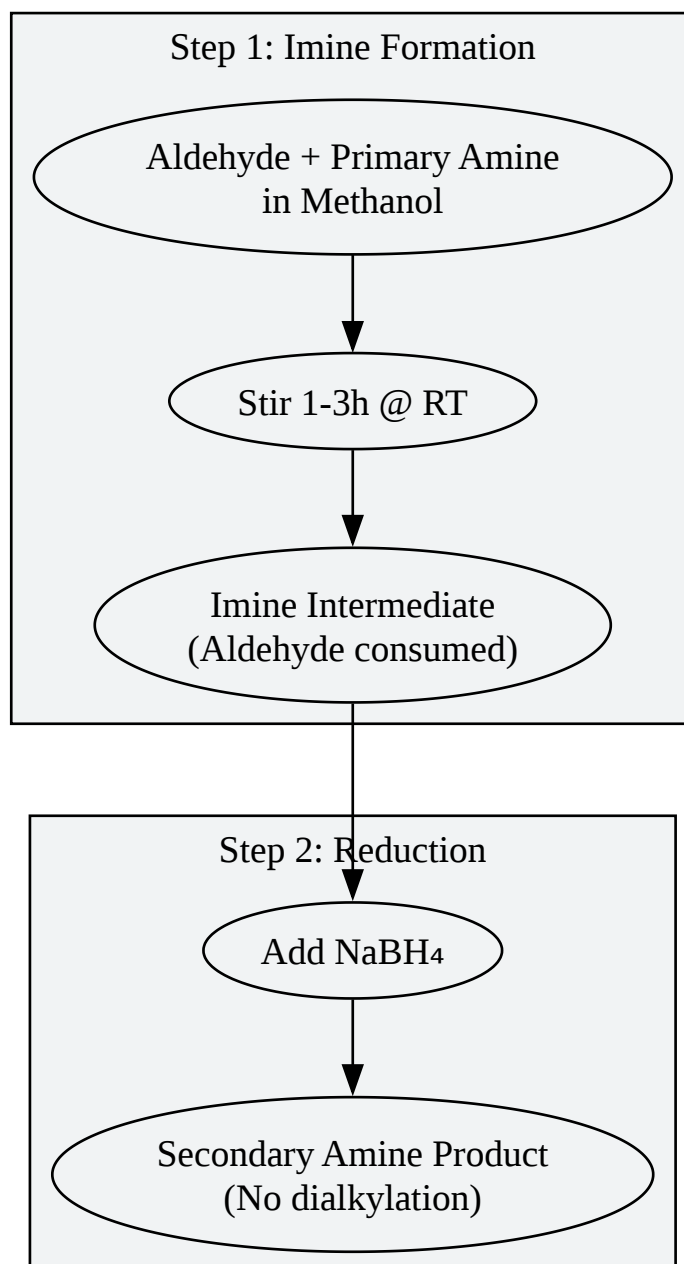 Step 1: Imine Formation
Aldehyde + Primary Amine
in Methanol
Stir 1-3h @ RT
Imine Intermediate
(Aldehyde consumed)
Step 2: Reduction
Add NaBH₄
Secondary Amine Product
(No dialkylation)